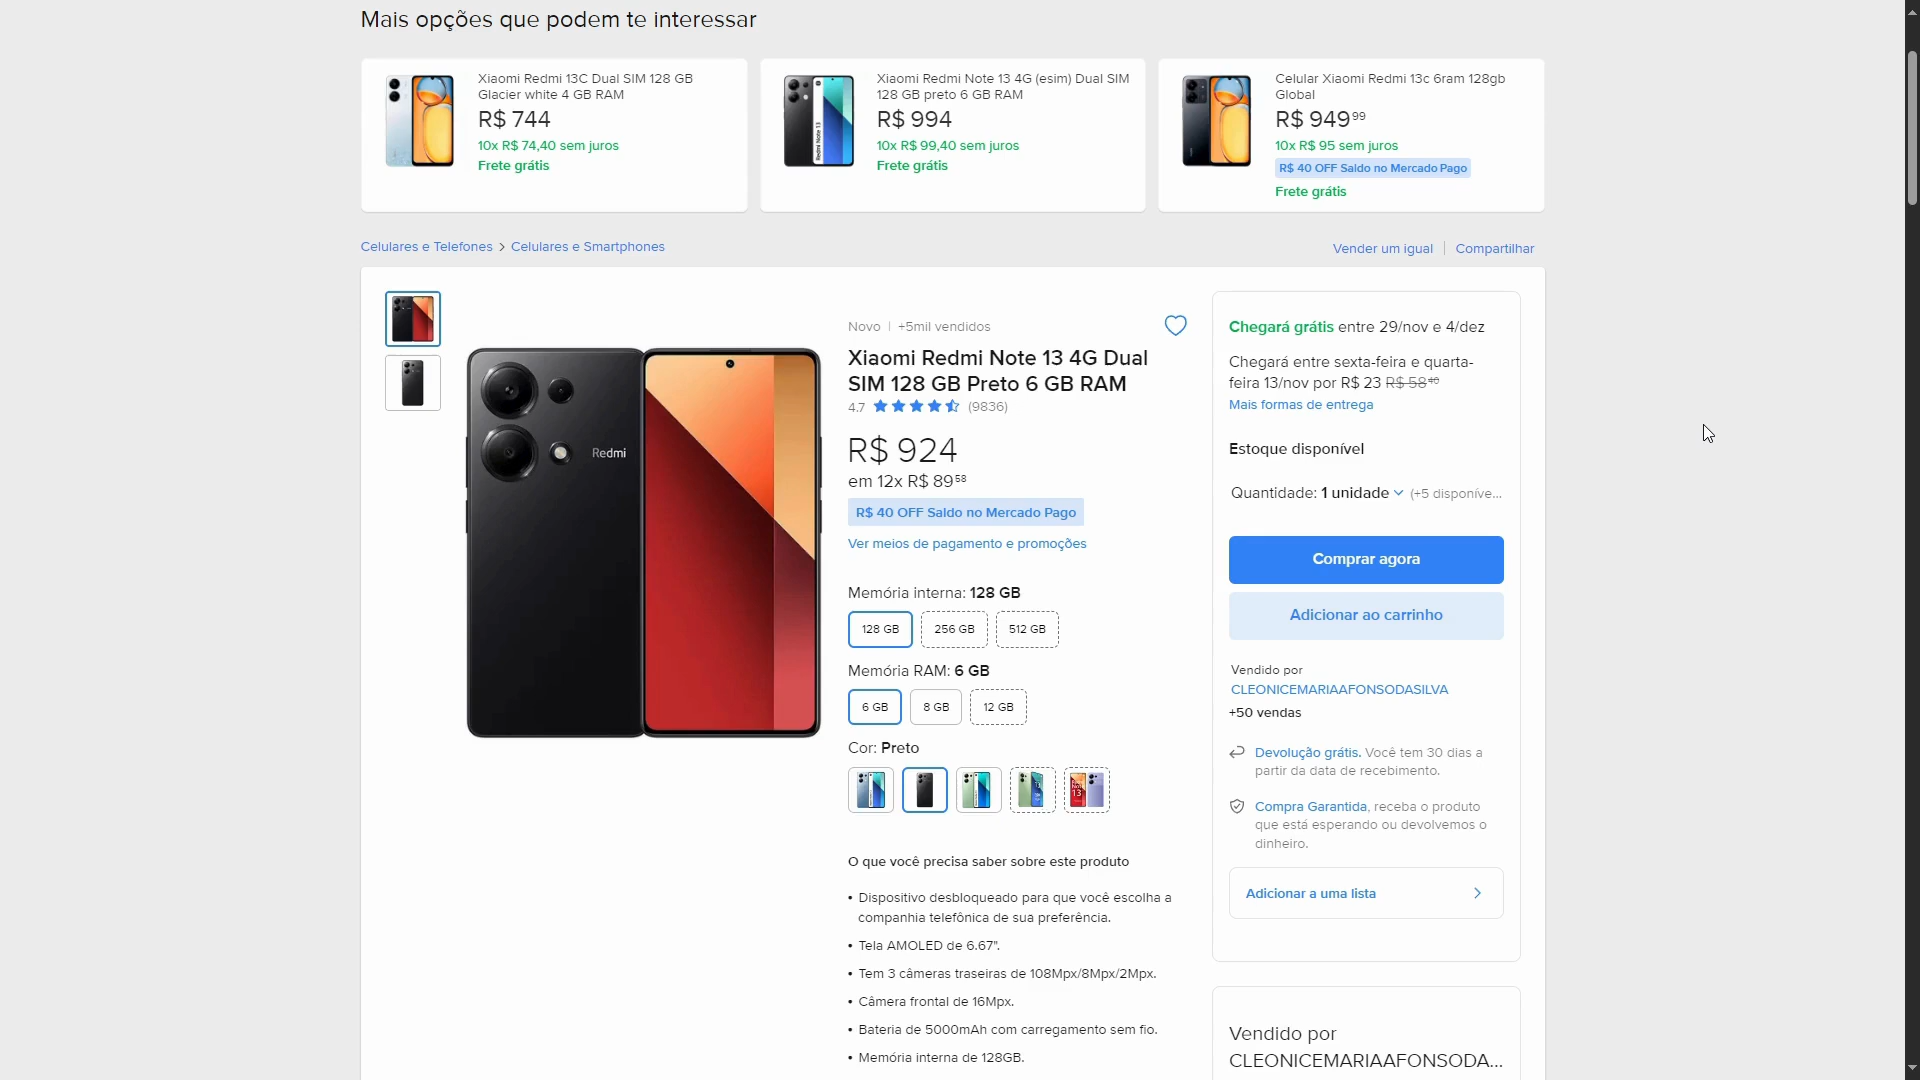 Mais opções que podem te interessar
Xiaomi Redmi 13C Dual SIM 128 GB
Glacier white 4 GB RAM
R$ 744
10x R$ 74,40 sem juros
Frete grátis
Xiaomi Redmi Note 13 4G (esim) Dual SIM
128 GB preto 6 GB RAM
R$ 994
10x R$ 99,40 sem juros
Frete grátis
Celular Xiaomi Redmi 13c 6ram 128gb
Global
R$ 949 99
10x R$ 95 sem juros
R$ 40 OFF Saldo no Mercado Pago
Frete grátis
Celulares e Telefones > Celulares e Smartphones
Vender um igual | Compartilhar
Redmi
Novo | +5mil vendidos
Xiaomi Redmi Note 13 4G Dual
SIM 128 GB Preto 6 GB RAM
4.7 (9836)
R$ 924
em 12x R$ 89 58
R$ 40 OFF Saldo no Mercado Pago
Ver meios de pagamento e promoções
Memória interna: 128 GB
128 GB 256 GB 512 GB
Memória RAM: 6 GB
6 GB 8 GB 12 GB
Cor: Preto
O que você precisa saber sobre este produto
• Dispositivo desbloqueado para que você escolha a
companhia telefônica de sua preferência.
• Tela AMOLED de 6.67".
• Tem 3 câmeras traseiras de 108Mpx/8Mpx/2Mpx.
• Câmera frontal de 16Mpx.
• Bateria de 5000mAh com carregamento sem fio.
• Memória interna de 128GB.
Chegará grátis entre 29/nov e 4/dez
Chegará entre sexta-feira e quarta-
feira 13/nov por R$ 23 R$ 58 40
Mais formas de entrega
Estoque disponível
Quantidade: 1 unidade (+5 disponíve...
Comprar agora
Adicionar ao carrinho
Vendido por
CLEONICEMARIAAFONSODASILVA
+50 vendas
Devolução grátis. Você tem 30 dias a
partir da data de recebimento.
Compra Garantida, receba o produto
que está esperando ou devolvemos o
dinheiro.
Adicionar a uma lista
Vendido por
CLEONICEMARIAAFONSODA...